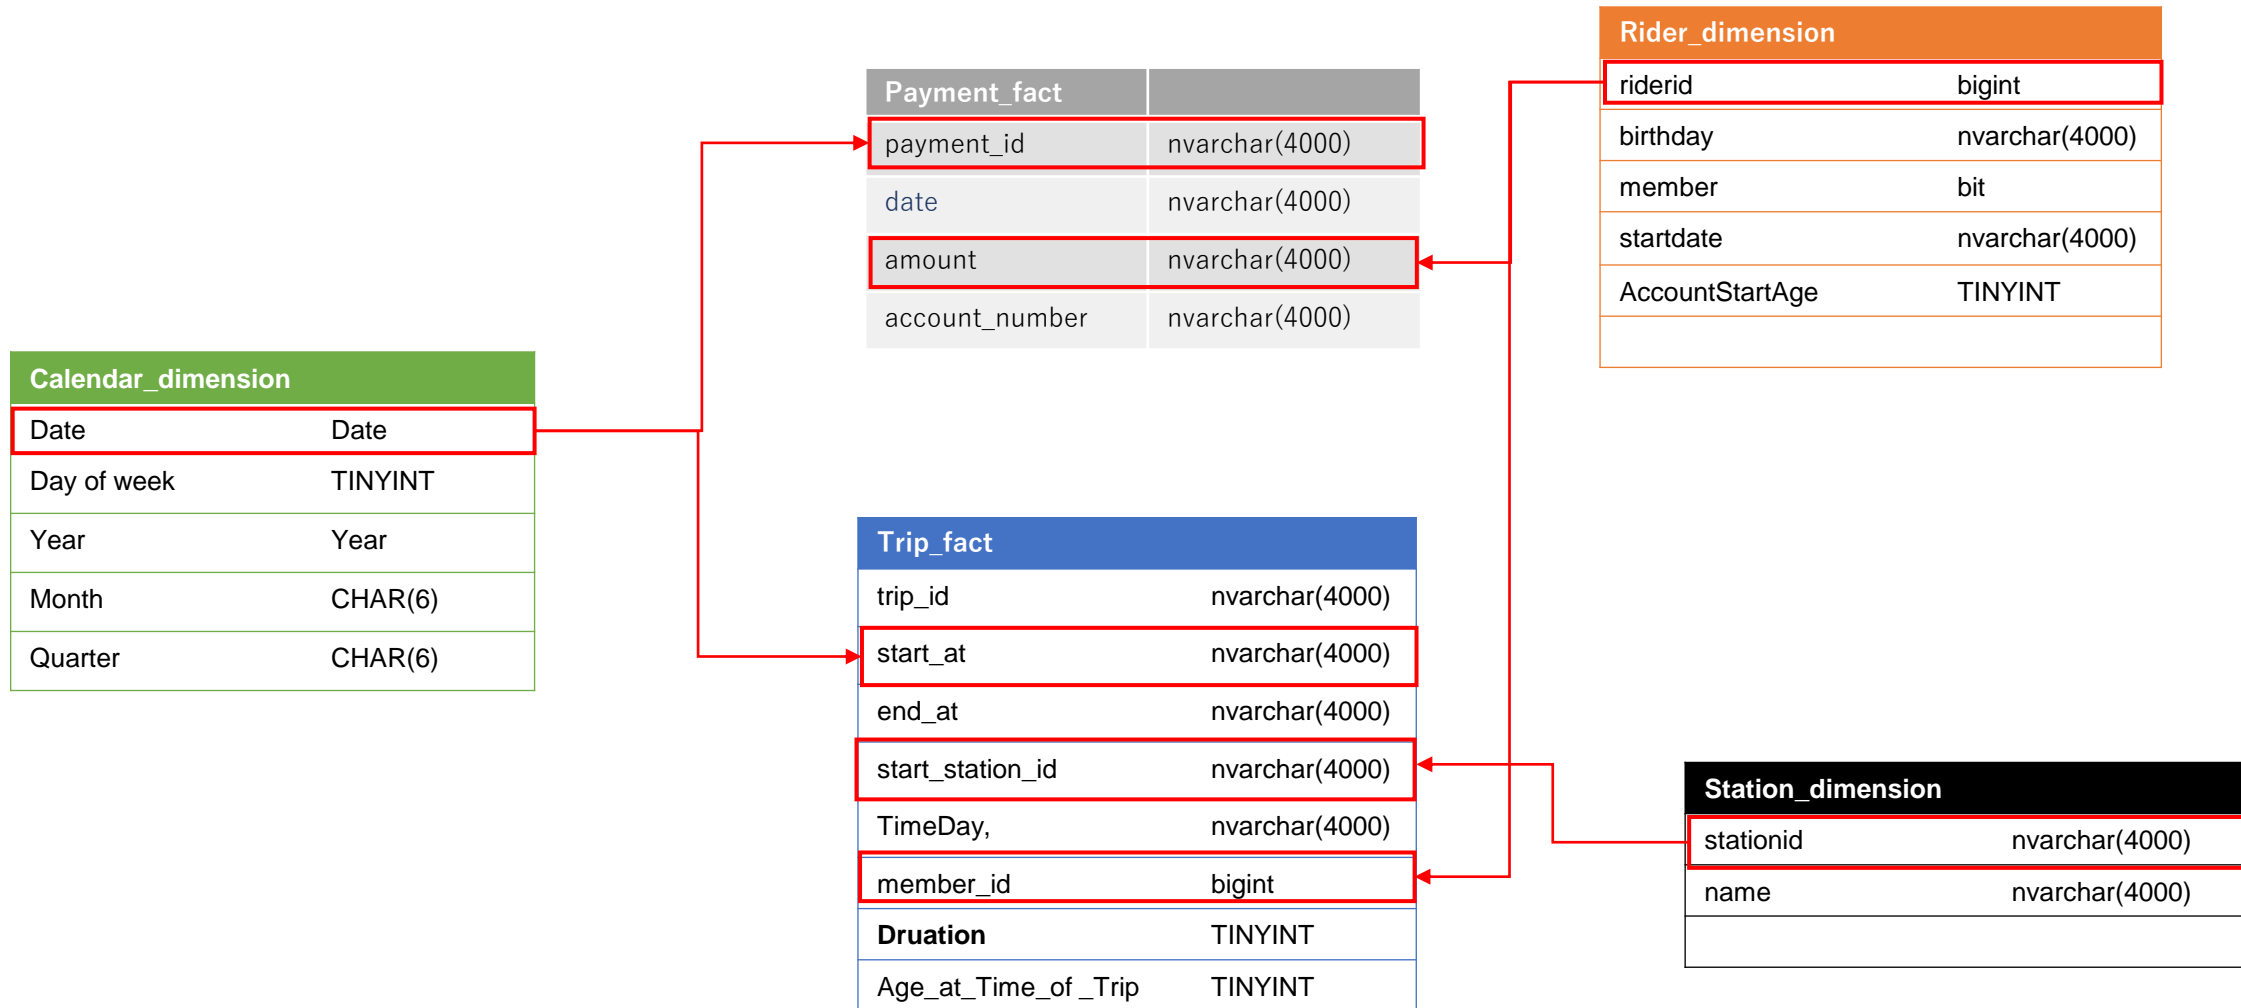 Rider_dimension
riderid bigint
birthday nvarchar(4000)
member bit
startdate nvarchar(4000)
AccountStartAge TINYINT
Payment_fact
payment_id nvarchar(4000)
date nvarchar(4000)
amount nvarchar(4000)
account_number nvarchar(4000)
Calendar_dimension
Date Date
Day of week TINYINT
Year Year
Month CHAR(6)
Quarter CHAR(6)
Trip_fact
trip_id nvarchar(4000)
start_at nvarchar(4000)
end_at nvarchar(4000)
start_station_id nvarchar(4000)
TimeDay, nvarchar(4000)
member_id bigint
Druation TINYINT
Age_at_Time_of _Trip TINYINT
Station_dimension
stationid nvarchar(4000)
name nvarchar(4000)